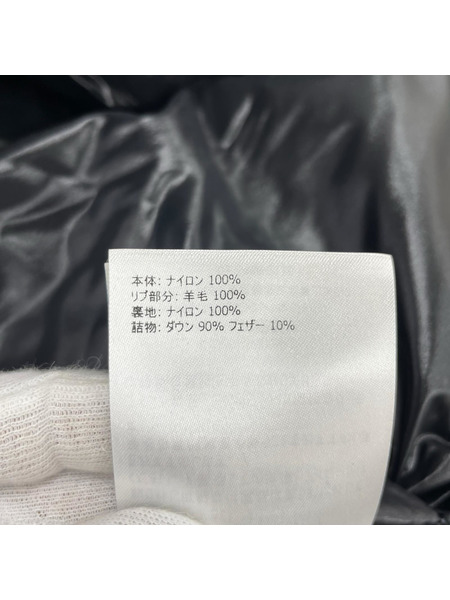 本体: ナイロン 100%
リブ部分: 羊毛 100%
裏地: ナイロン 100%
詰物: ダウン 90% フェザー 10%